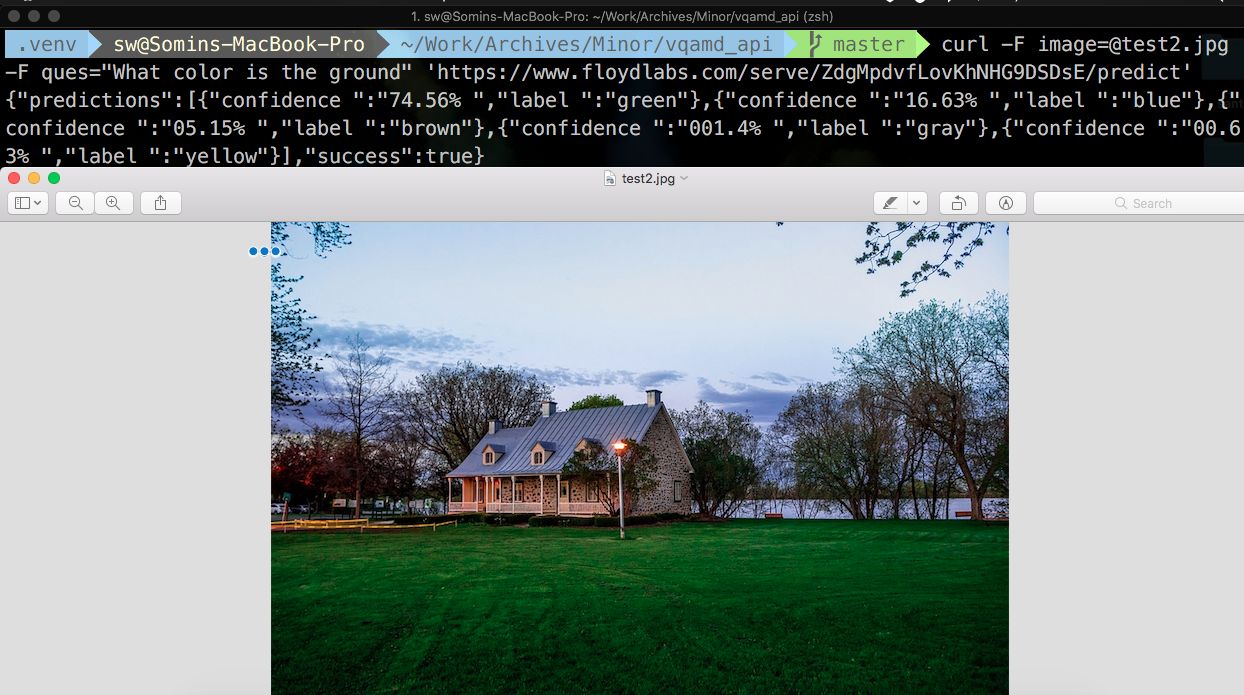 1. sw@Somins-MacBook-Pro: ~/Work/Archives/Minor/vqamd_api (zsh)
.venv sw@Somins-MacBook-Pro ~/Work/Archives/Minor/vqamd_api master curl -F image=@test2.jpg
-F ques="What color is the ground" 'https://www.floydlabs.com/serve/ZdgMpdvfLovKhNHG9DSDsE/predict'
{"predictions":[{"confidence ":"74.56% ","label ":"green"},{"confidence ":"16.63% ","label ":"blue"},{"
confidence ":"05.15% ","label ":"brown"},{"confidence ":"001.4% ","label ":"gray"},{"confidence ":"00.6
3% ","label ":"yellow"}],"success":true}
test2.jpg
Search